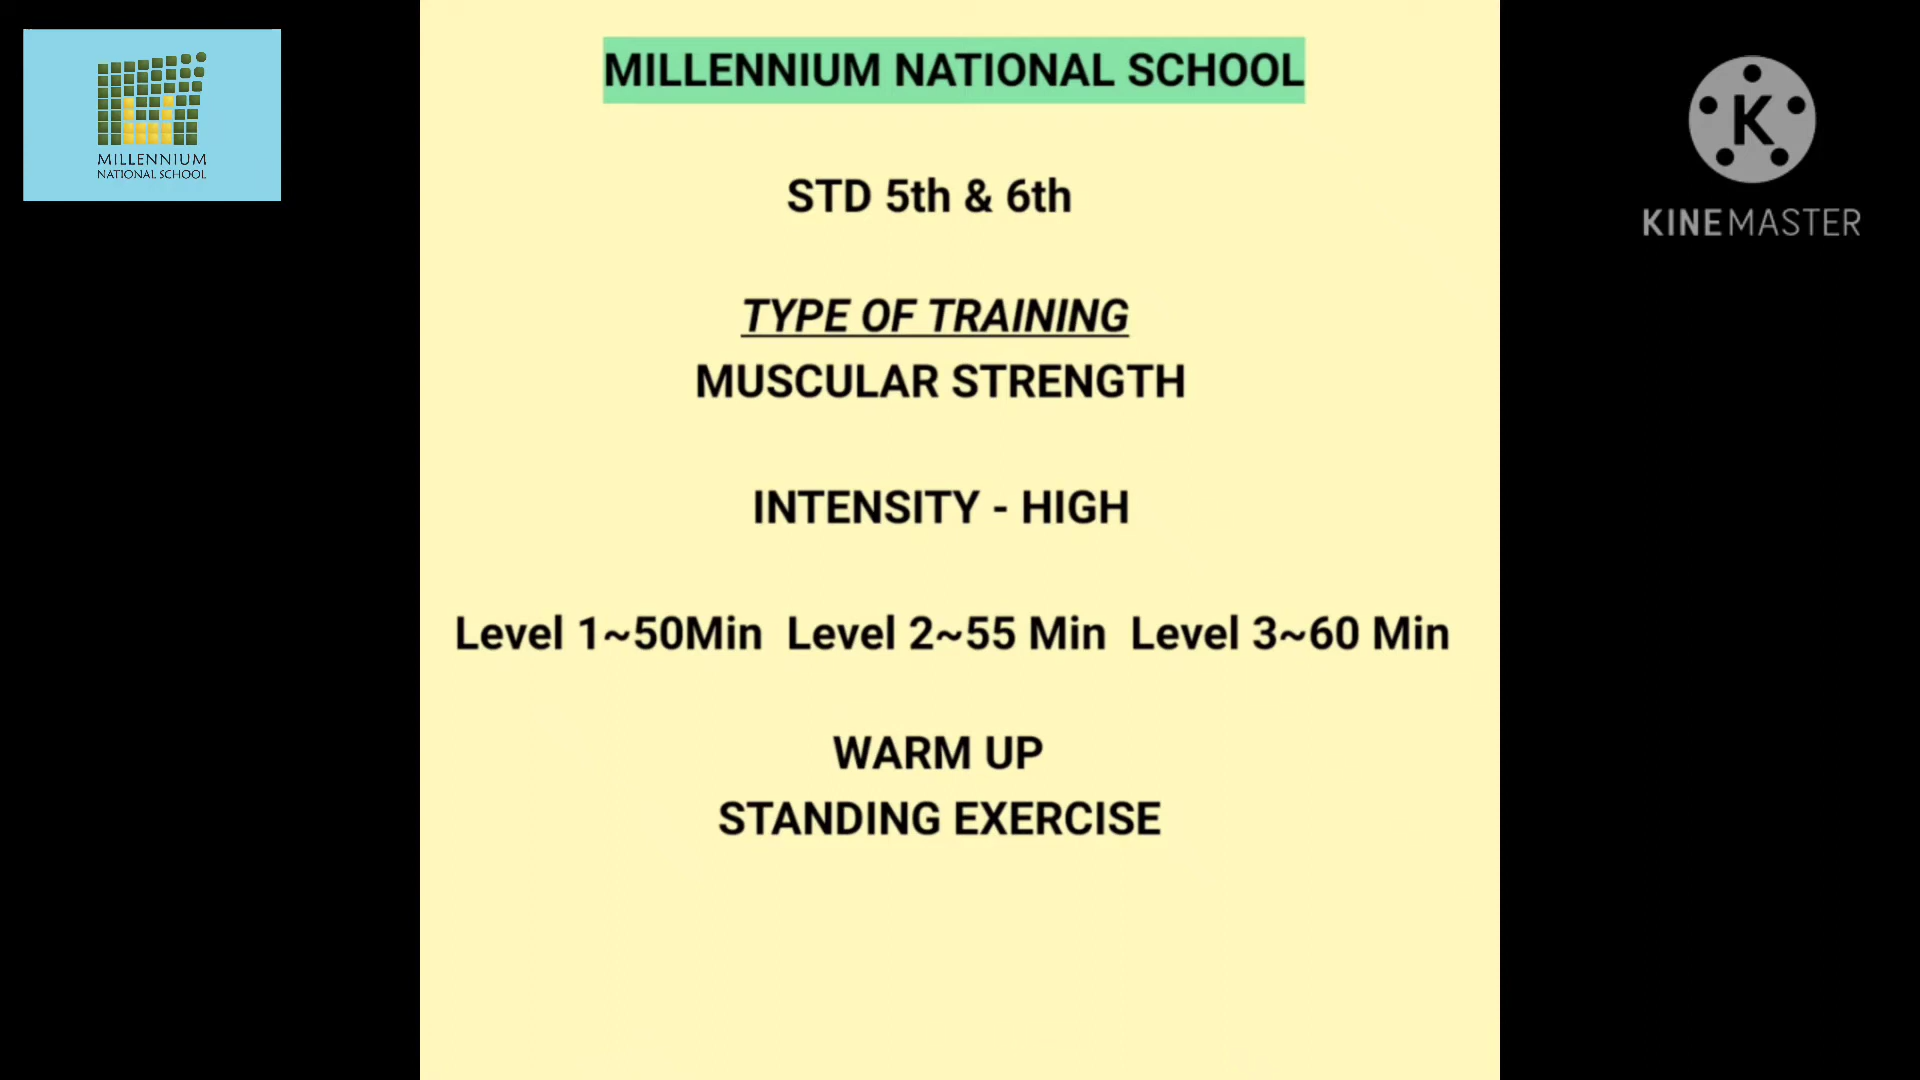 MILLENNIUM
NATIONAL SCHOOL
MILLENNIUM NATIONAL SCHOOL
K
KINEMASTER
STD 5th & 6th
TYPE OF TRAINING
MUSCULAR STRENGTH
INTENSITY - HIGH
Level 1~50Min  Level 2~55 Min  Level 3~60 Min
WARM UP
STANDING EXERCISE